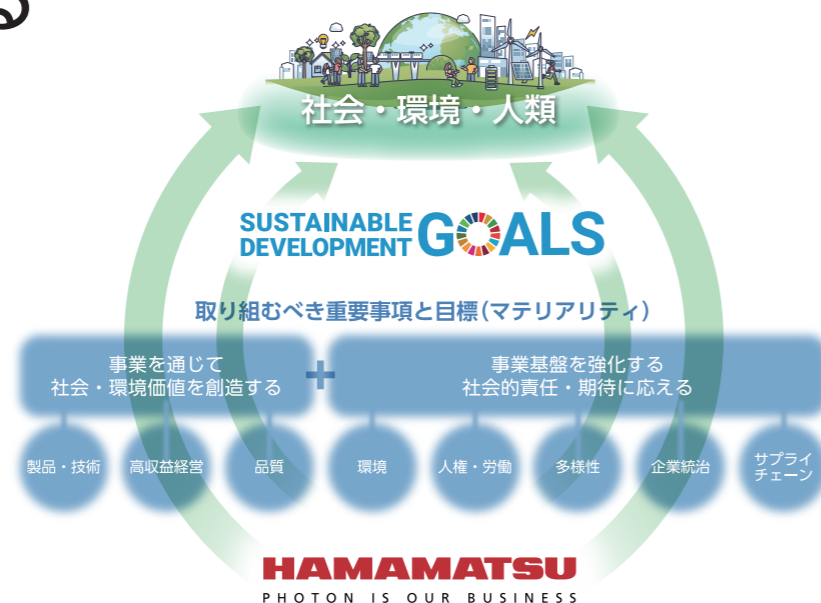 社会・環境・人類
SUSTAINABLE
DEVELOPMENT
GOALS
取り組むべき重要事項と目標(マテリアリティ)
事業を通じて
社会・環境価値を創造する
+
事業基盤を強化する
社会的責任・期待に応える
製品・技術
高収益経営
品質
環境
人権・労働
多様性
企業統治
サプライ
チェーン
HAMAMATSU
PHOTON IS OUR BUSINESS